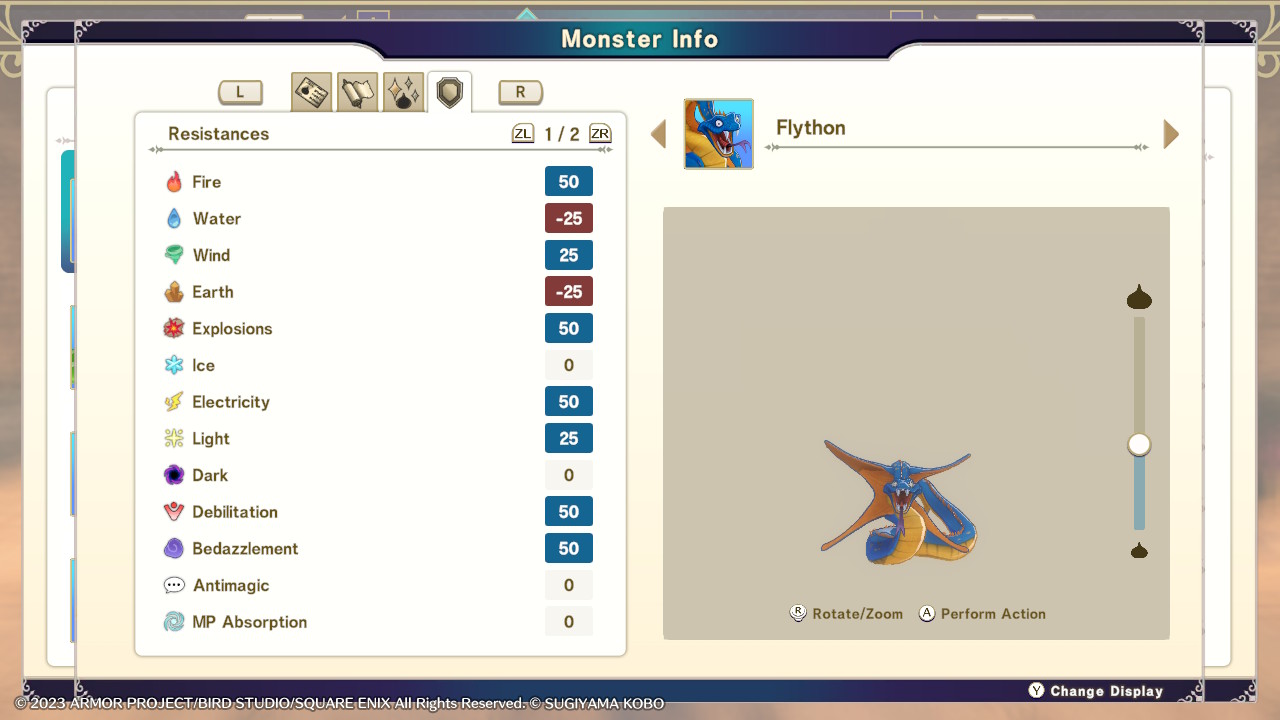 Monster Info
L
R
Resistances
ZL 1 / 2 ZR
Flython
Fire 50
Water -25
Wind 25
Earth -25
Explosions 50
Ice 0
Electricity 50
Light 25
Dark 0
Debilitation 50
Bedazzlement 50
Antimagic 0
MP Absorption 0
R Rotate/Zoom A Perform Action
Y Change Display
© 2023 ARMOR PROJECT/BIRD STUDIO/SQUARE ENIX All Rights Reserved. © SUGIYAMA KOBO